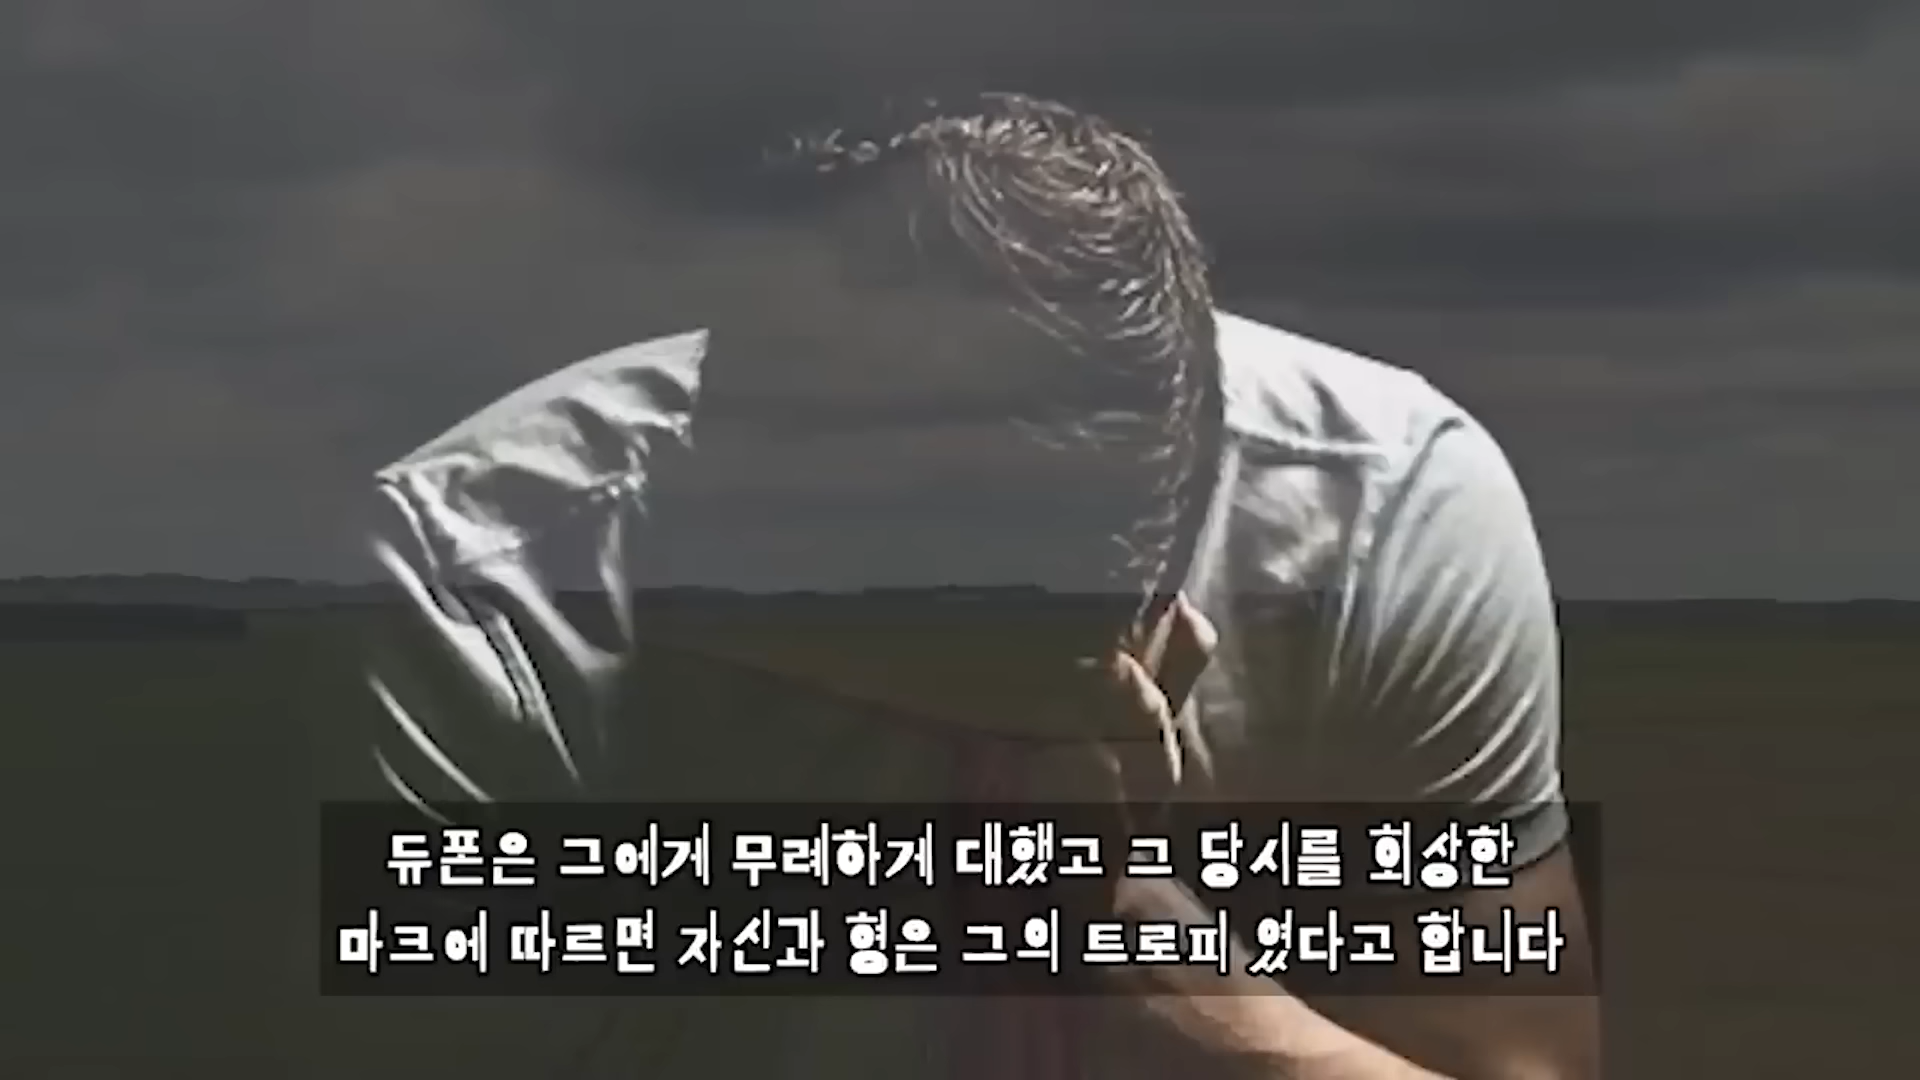 듀폰은 그에게 무례하게 대했고 그 당시를 회상한
마크에 따르면 자신과 형은 그의 트로피 였다고 합니다